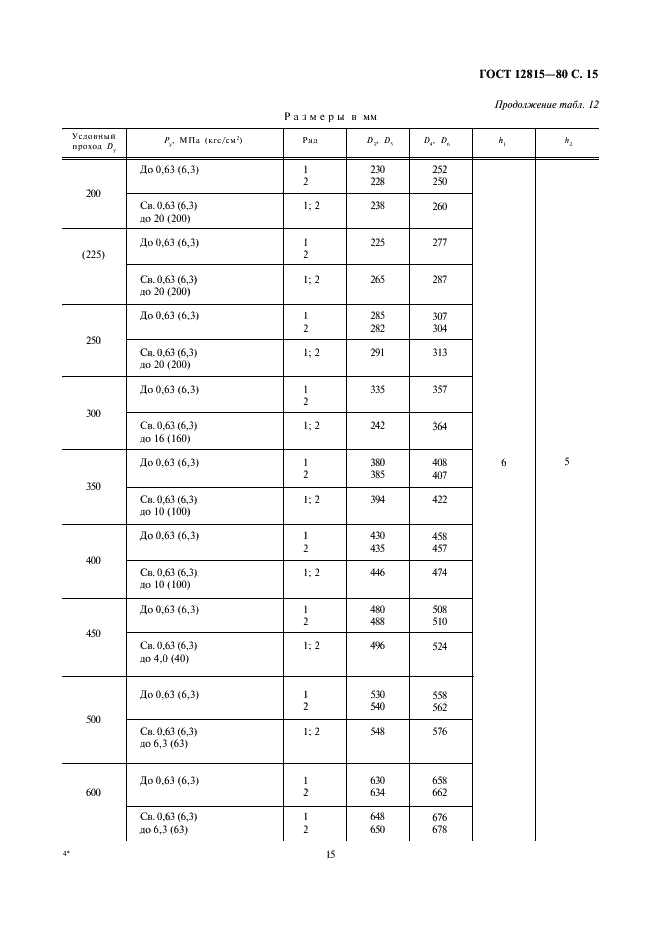 ГОСТ 12815—80 С. 15
Продолжение табл. 12
Размеры в мм
Условный проход Dу Pу, МПа (кгс/см²) Ряд D3, D5 D4, D6 h1 h2
200
До 0,63 (6,3) 1 230 252
2 228 250
Св. 0,63 (6,3) 1; 2 238 260
до 20 (200)
(225)
До 0,63 (6,3) 1 225 277
2
Св. 0,63 (6,3) 1; 2 265 287
до 20 (200)
250
До 0,63 (6,3) 1 285 307
2 282 304
Св. 0,63 (6,3) 1; 2 291 313
до 20 (200)
300
До 0,63 (6,3) 1 335 357
2
Св. 0,63 (6,3) 1; 2 242 364
до 16 (160)
350
До 0,63 (6,3) 1 380 408 6 5
2 385 407
Св. 0,63 (6,3) 1; 2 394 422
до 10 (100)
400
До 0,63 (6,3) 1 430 458
2 435 457
Св. 0,63 (6,3) 1; 2 446 474
до 10 (100)
450
До 0,63 (6,3) 1 480 508
2 488 510
Св. 0,63 (6,3) 1; 2 496 524
до 4,0 (40)
500
До 0,63 (6,3) 1 530 558
2 540 562
Св. 0,63 (6,3) 1; 2 548 576
до 6,3 (63)
600
До 0,63 (6,3) 1 630 658
2 634 662
Св. 0,63 (6,3) 1 648 676
до 6,3 (63) 2 650 678
4* 15